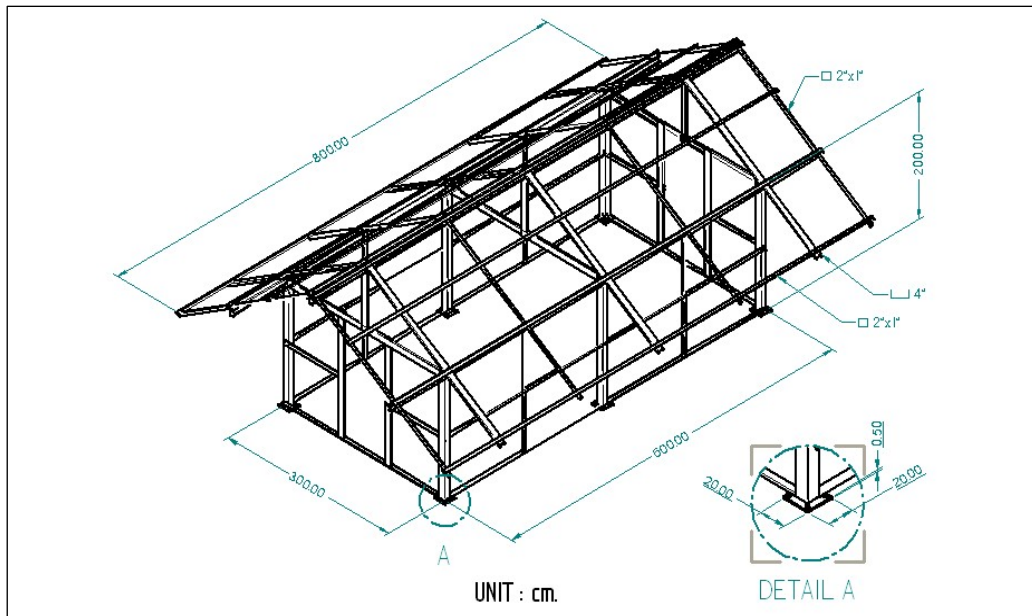 800.00
□ 2"x1"
200.00
⊔ 4"
□ 2"x1"
600.00
300.00
0.50
20.00
20.00
A
UNIT : cm.
DETAIL A